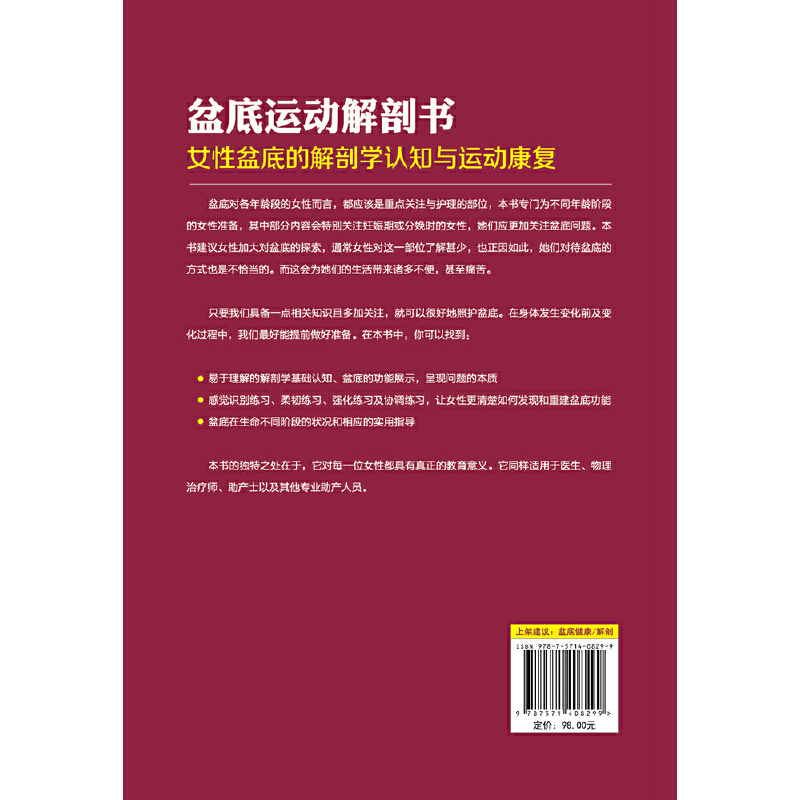 盆底运动解剖书
女性盆底的解剖学认知与运动康复
盆底对各年龄段的女性而言，都应该是重点关注与护理的部位，本书专门为不同年龄阶段
的女性准备，其中部分内容会特别关注妊娠期或分娩时的女性，她们应更加关注盆底问题。本
书建议女性加大对盆底的探索，通常女性对这一部位了解甚少，也正因如此，她们对待盆底的
方式也是不恰当的。而这会为她们的生活带来诸多不便，甚至痛苦。
只要我们具备一点相关知识且多加关注，就可以很好地照护盆底。在身体发生变化前及变
化过程中，我们最好能提前做好准备。在本书中，你可以找到：
● 易于理解的解剖学基础认知、盆底的功能展示，呈现问题的本质
● 感觉识别练习、柔韧练习、强化练习及协调练习，让女性更清楚如何发现和重建盆底功能
● 盆底在生命不同阶段的状况和相应的实用指导
本书的独特之处在于，它对每一位女性都具有真正的教育意义。它同样适用于医生、物理
治疗师、助产士以及其他专业助产人员。
上架建议：盆底健康/解剖
ISBN 978-7-5714-0829-9
9 787571 408299>
定价：98.00元